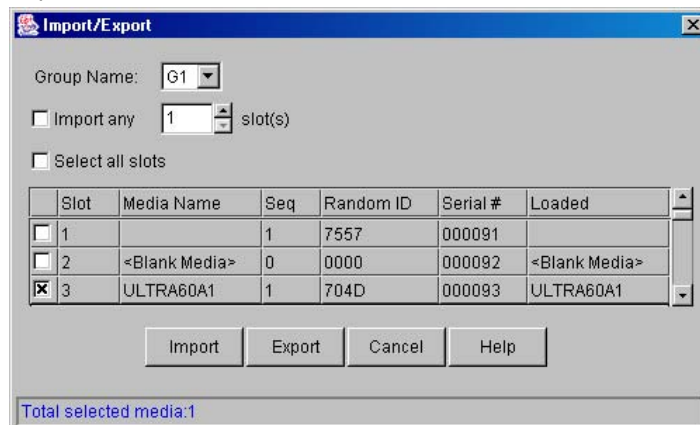 Import/Export
Group Name: G1
Import any 1 slot(s)
Select all slots
Slot Media Name Seq Random ID Serial # Loaded
1 1 7557 000091
2 <Blank Media> 0 0000 000092 <Blank Media>
3 ULTRA60A1 1 704D 000093 ULTRA60A1
Import Export Cancel Help
Total selected media:1